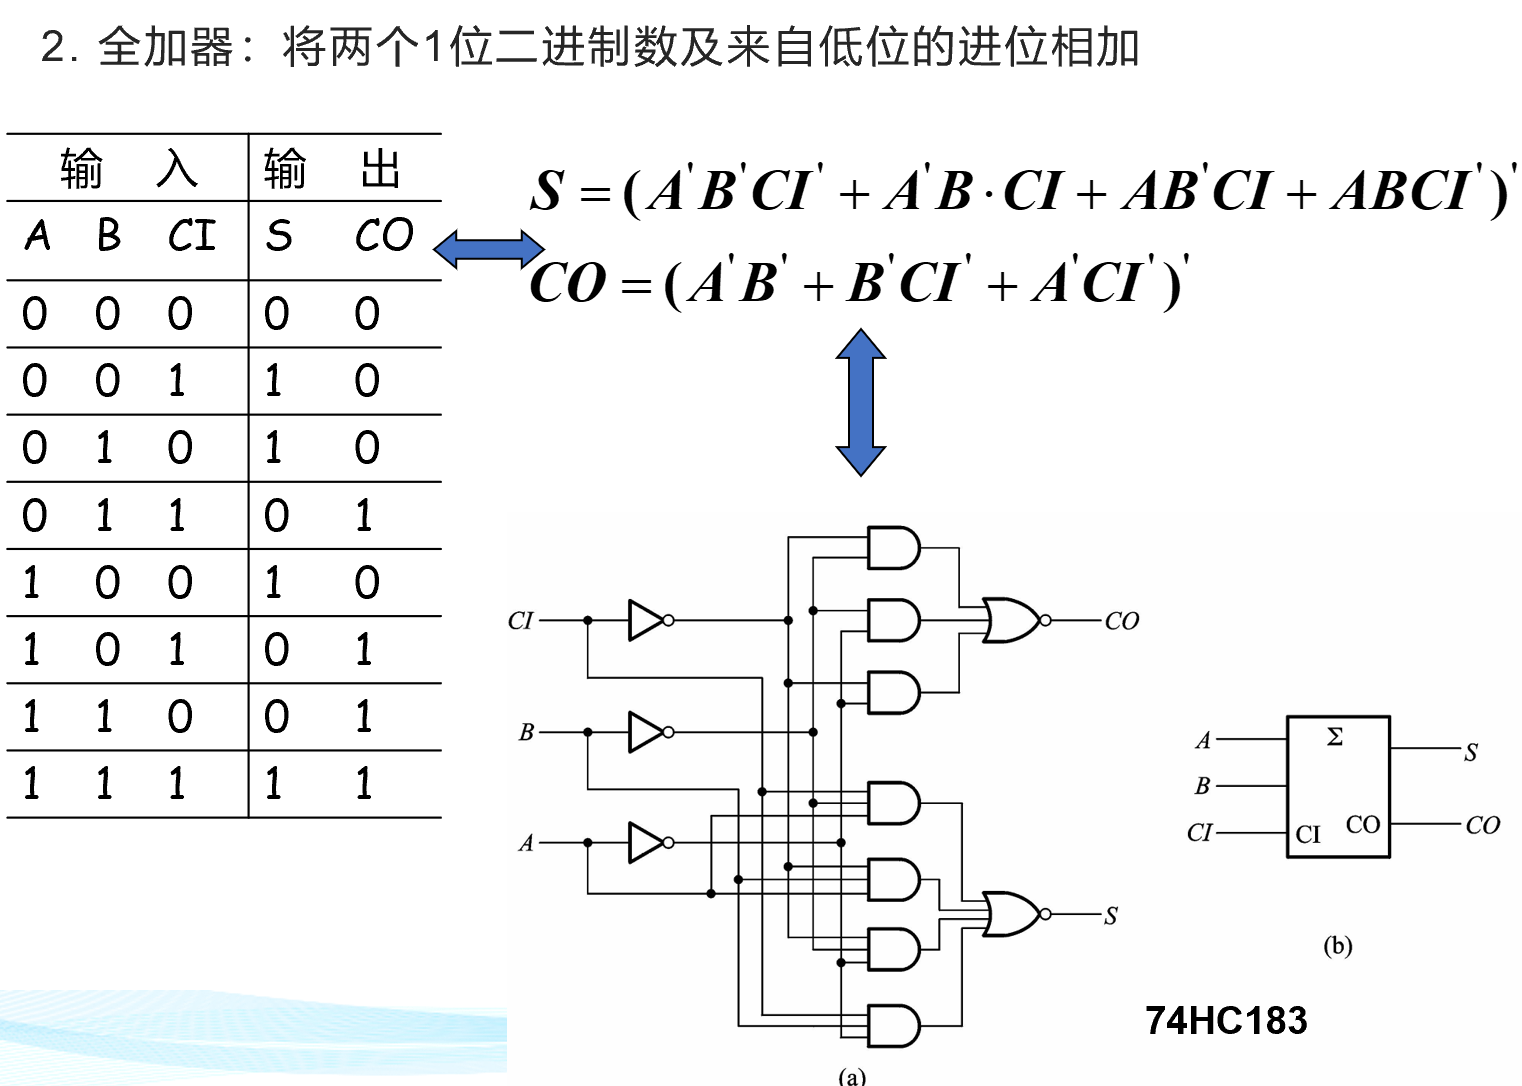 2. 全加器：将两个1位二进制数及来自低位的进位相加
输 入 输 出
A B CI S CO
0 0 0 0 0
0 0 1 1 0
0 1 0 1 0
0 1 1 0 1
1 0 0 1 0
1 0 1 0 1
1 1 0 0 1
1 1 1 1 1
S = (A'B'CI' + A'B·CI + AB'CI + ABCI')'
CO = (A'B' + B'CI' + A'CI')'
CI
B
A
CO
S
(a)
A
B
CI
Σ
CI
CO
S
CO
(b)
74HC183